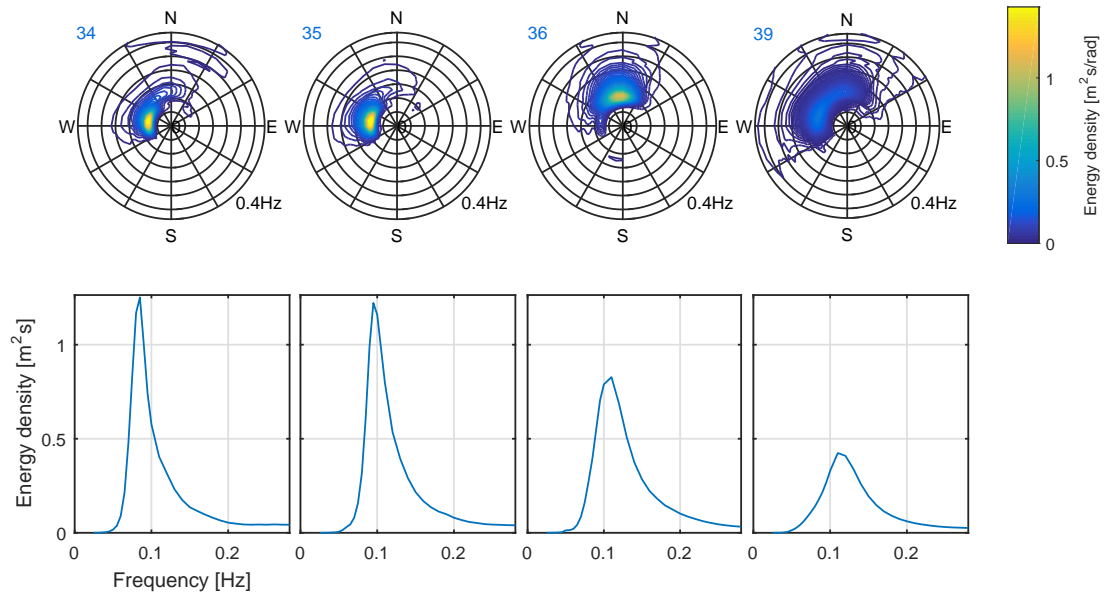 34 N W E S 0.4Hz
35 N W E S 0.4Hz
36 N W E S 0.4Hz
39 N W E S
1
0.5
0
Energy density [m²s/rad]
Energy density [m²s]
1
0.5
0
0 0.1 0.2
0 0.1 0.2
0 0.1 0.2
0 0.1 0.2
Frequency [Hz]